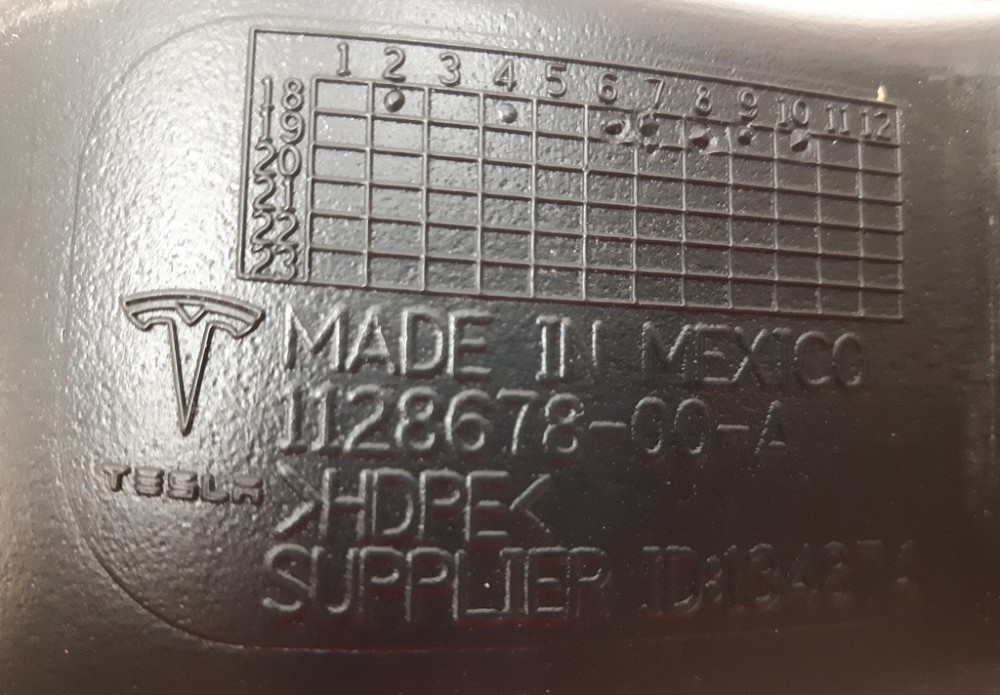 1 2 3 4 5 6 7 8 9 10 11 12
18
19
20
21
22
23
MADE IN MEXICO
1128678-00-A
TESLA
>HDPE<
SUPPLIER